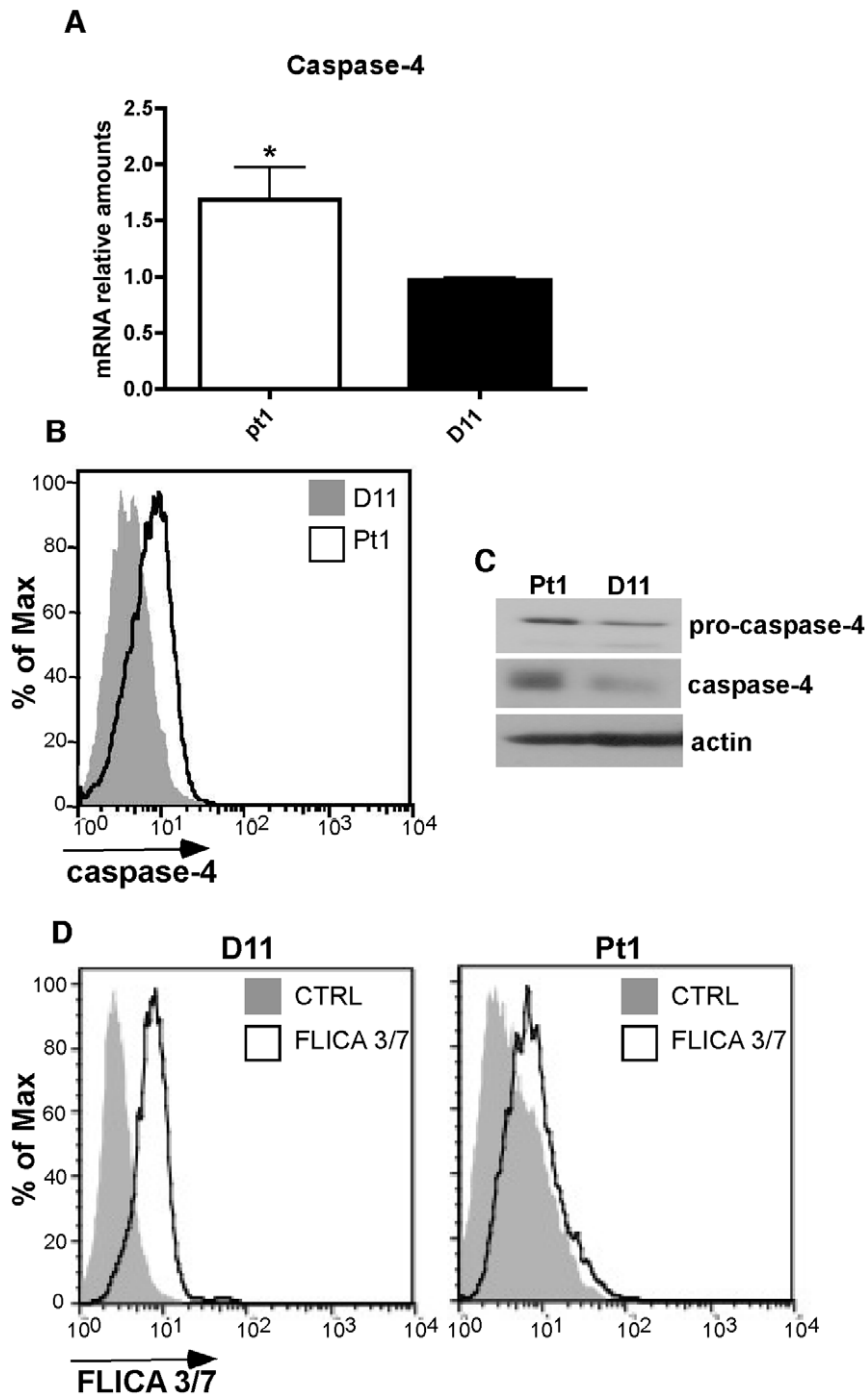 A
Caspase-4
mRNA relative amounts
2.5
2.0
1.5
1.0
0.5
0.0
*
pt1
D11
B
% of Max
100
80
60
40
20
0
D11
Pt1
10⁰ 10¹ 10² 10³ 10⁴
caspase-4
C
Pt1 D11
pro-caspase-4
caspase-4
actin
D
D11
% of Max
100
80
60
40
20
0
CTRL
FLICA 3/7
10⁰ 10¹ 10² 10³ 10⁴
FLICA 3/7
Pt1
CTRL
FLICA 3/7
10⁰ 10¹ 10² 10³ 10⁴